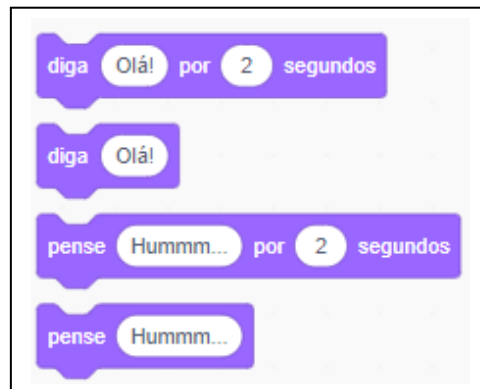 diga Olá! por 2 segundos
diga Olá!
pense Hummm... por 2 segundos
pense Hummm...